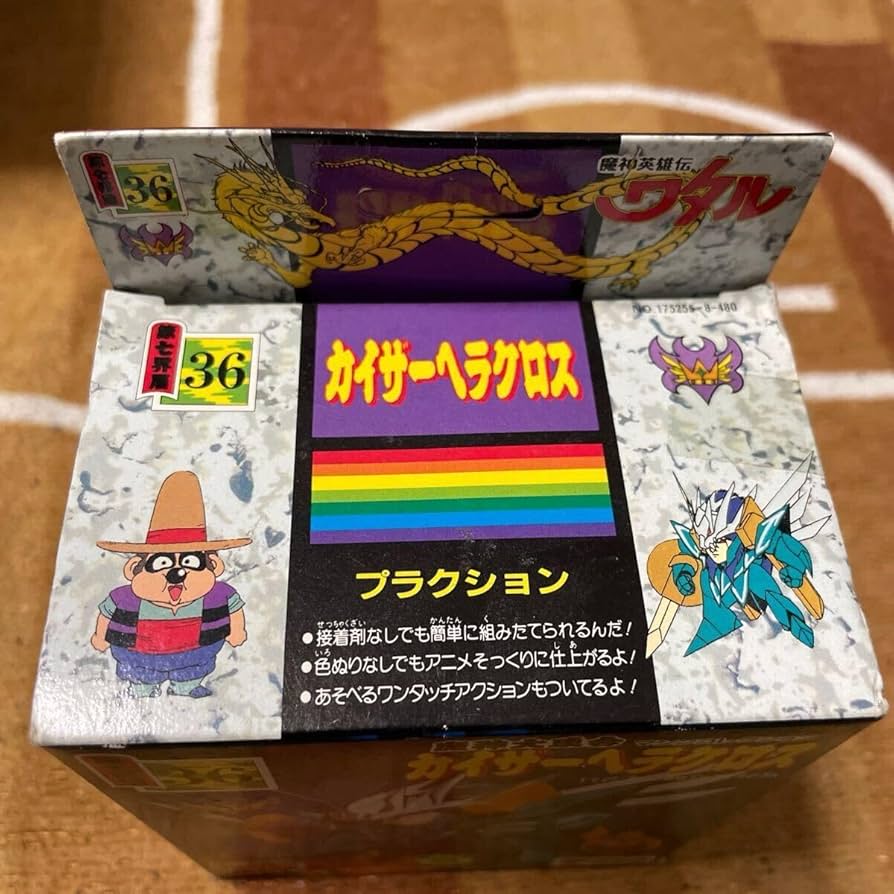 第七界層
36
魔神英雄伝
ワタル
NO.175255-8-480
第七界層
36
カイザーヘラクロス
プラクション
●接着剤なしでも簡単に組みたてられるんだ!
●色ぬりなしでもアニメそっくりに仕上がるよ!
●あそべるワンタッチアクションもついてるよ!
36
カイザーヘラクロス